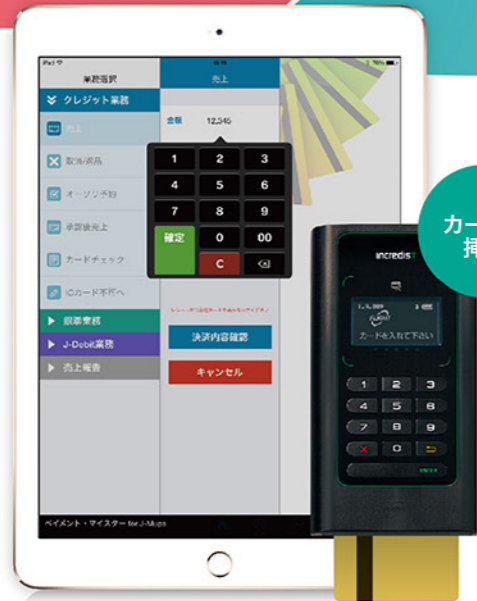 iPad
業務選択
売上
クレジット業務
売上
金額 12,345
取消/返品
オーソリ予約
承認後売上
カードチェック
ICカード不可へ
銀聯業務
J-Debit業務
売上報告
1 2 3
4 5 6
7 8 9
確定 0 00
C
決済内容確認
キャンセル
ペイメント・マイスター for J-Mups
カー
挿
incredist
FLIGHT
カードを入れて下さい
1 2 3
4 5 6
7 8 9
0
ENTER